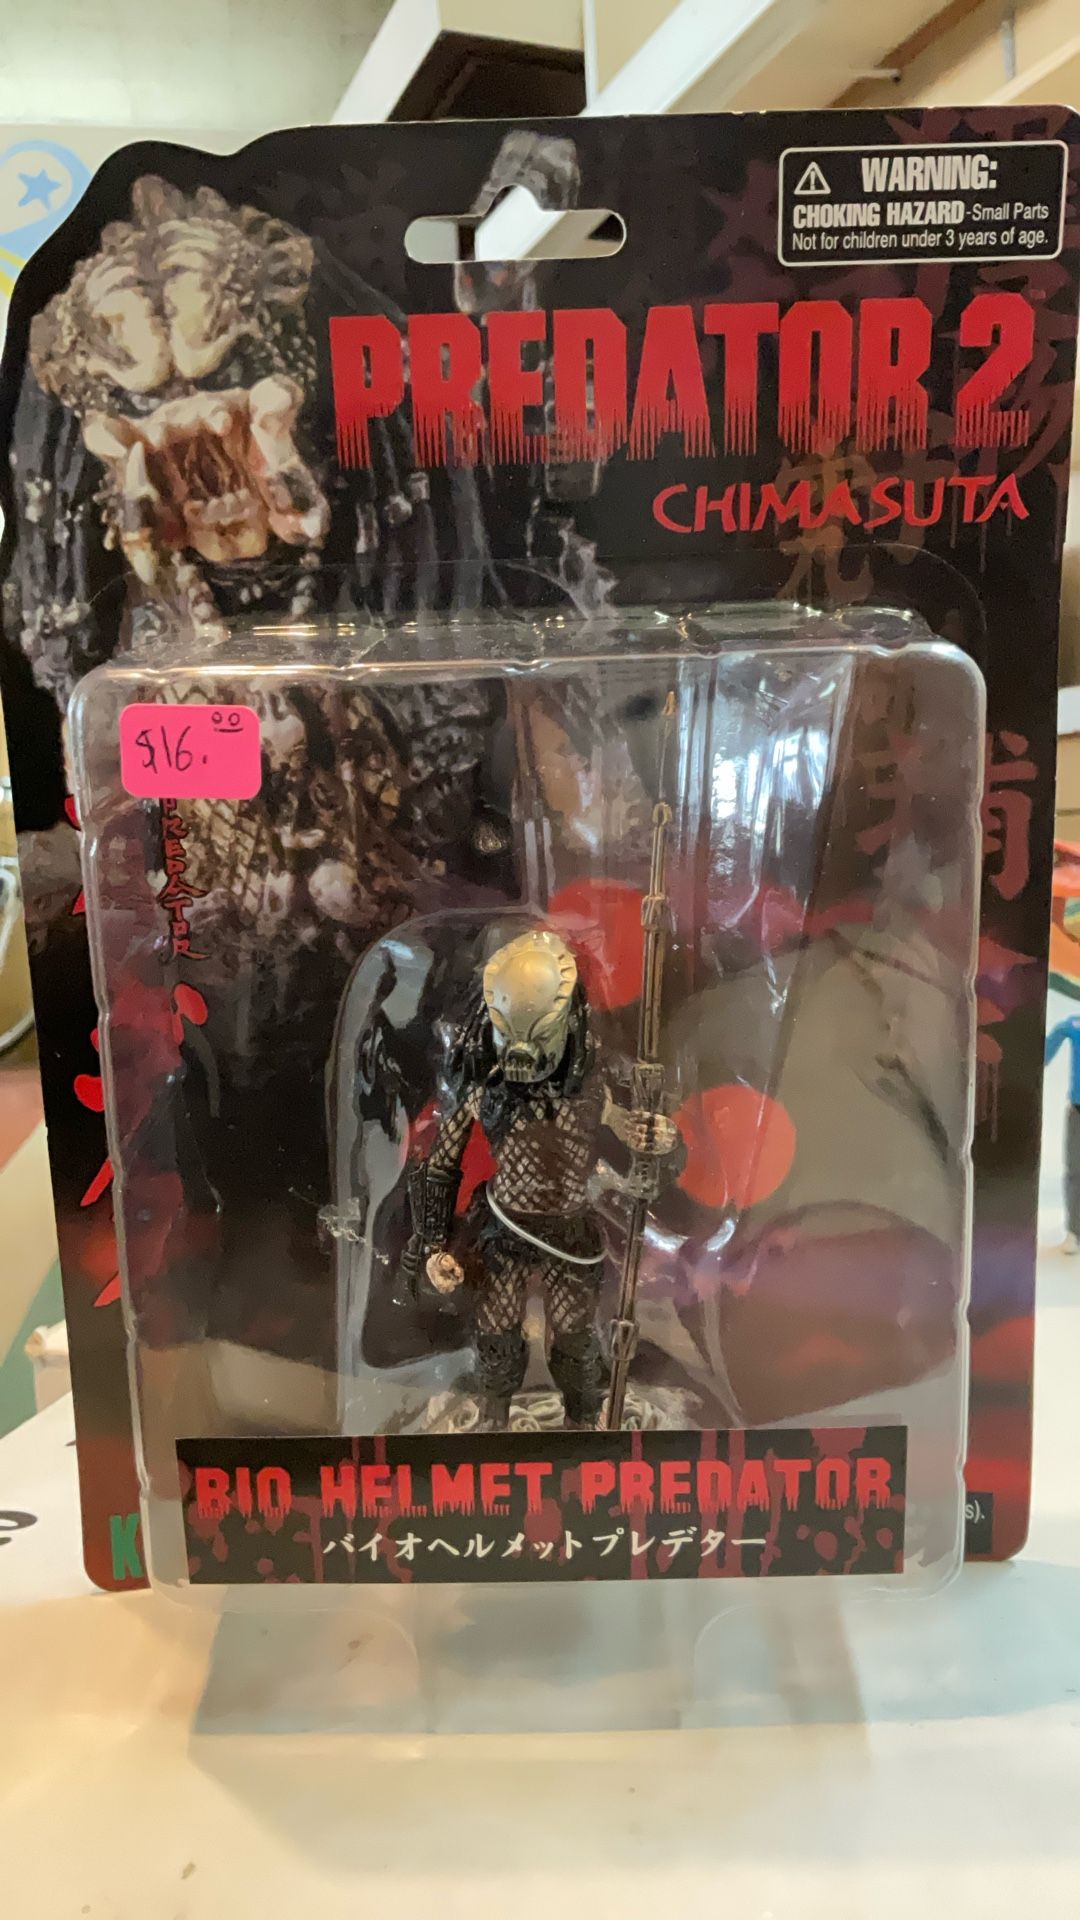 WARNING:
CHOKING HAZARD-Small Parts
Not for children under 3 years of age.
PREDATOR 2
CHIMASUTA
$16.00
PREDATOR
BIO HELMET PREDATOR
バイオヘルメットプレデター
K
s).